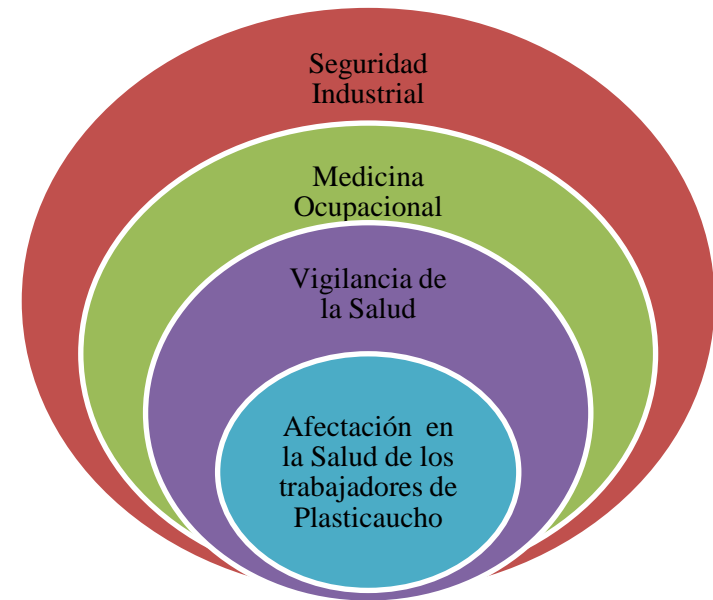 Seguridad
Industrial
Medicina
Ocupacional
Vigilancia de
la Salud
Afectación en
la Salud de los
trabajadores de
Plasticaucho